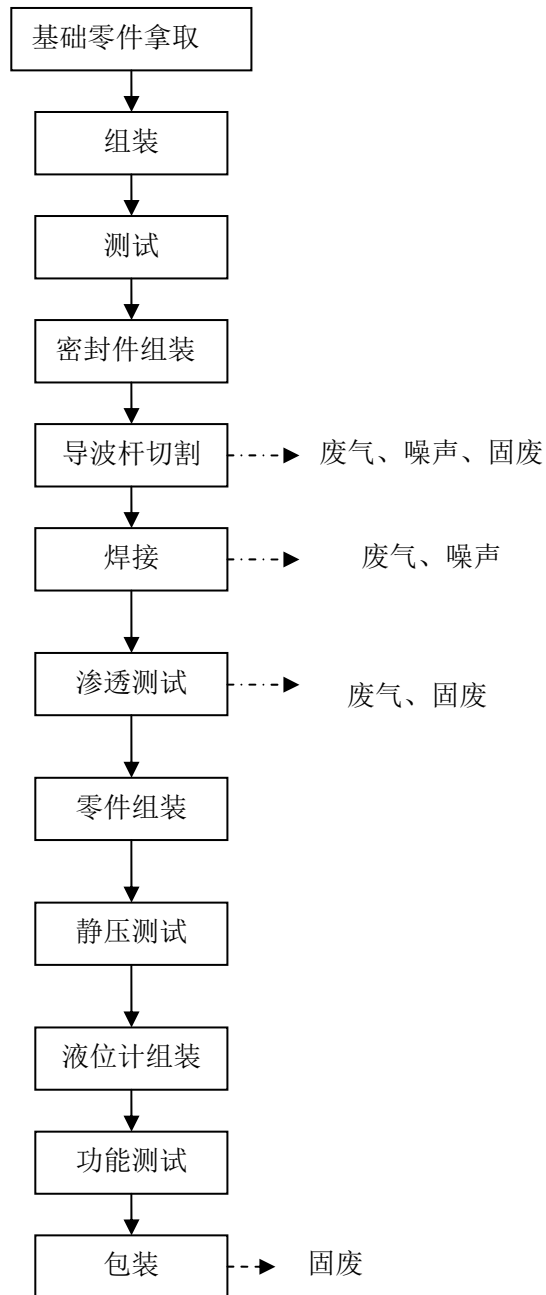 基础零件拿取
组装
测试
密封件组装
导波杆切割
废气、噪声、固废
焊接
废气、噪声
渗透测试
废气、固废
零件组装
静压测试
液位计组装
功能测试
包装
固废